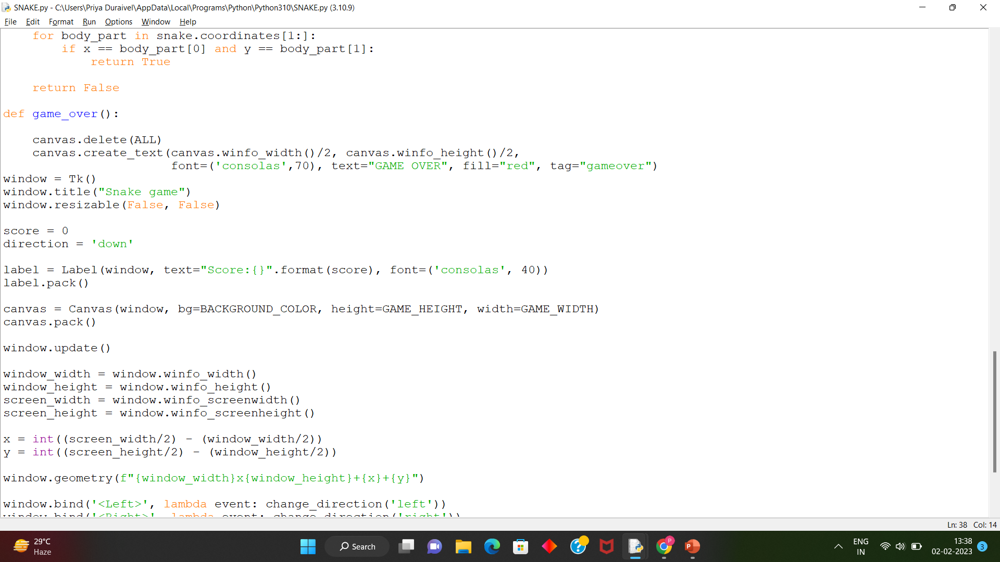 SNAKE.py - C:\Users\Priya Duraivel\AppData\Local\Programs\Python\Python310\SNAKE.py (3.10.9)
File Edit Format Run Options Window Help
    for body_part in snake.coordinates[1:]:
        if x == body_part[0] and y == body_part[1]:
            return True
    return False
def game_over():
    canvas.delete(ALL)
    canvas.create_text(canvas.winfo_width()/2, canvas.winfo_height()/2,
                       font=('consolas',70), text="GAME OVER", fill="red", tag="gameover")
window = Tk()
window.title("Snake game")
window.resizable(False, False)
score = 0
direction = 'down'
label = Label(window, text="Score:{}".format(score), font=('consolas', 40))
label.pack()
canvas = Canvas(window, bg=BACKGROUND_COLOR, height=GAME_HEIGHT, width=GAME_WIDTH)
canvas.pack()
window.update()
window_width = window.winfo_width()
window_height = window.winfo_height()
screen_width = window.winfo_screenwidth()
screen_height = window.winfo_screenheight()
x = int((screen_width/2) - (window_width/2))
y = int((screen_height/2) - (window_height/2))
window.geometry(f"{window_width}x{window_height}+{x}+{y}")
window.bind('<Left>', lambda event: change_direction('left'))
window.bind('<Right>', lambda event: change_direction('right'))
Ln: 38 Col: 14
29°C
Haze
Search
P
P
ENG
IN
13:38
02-02-2023
3